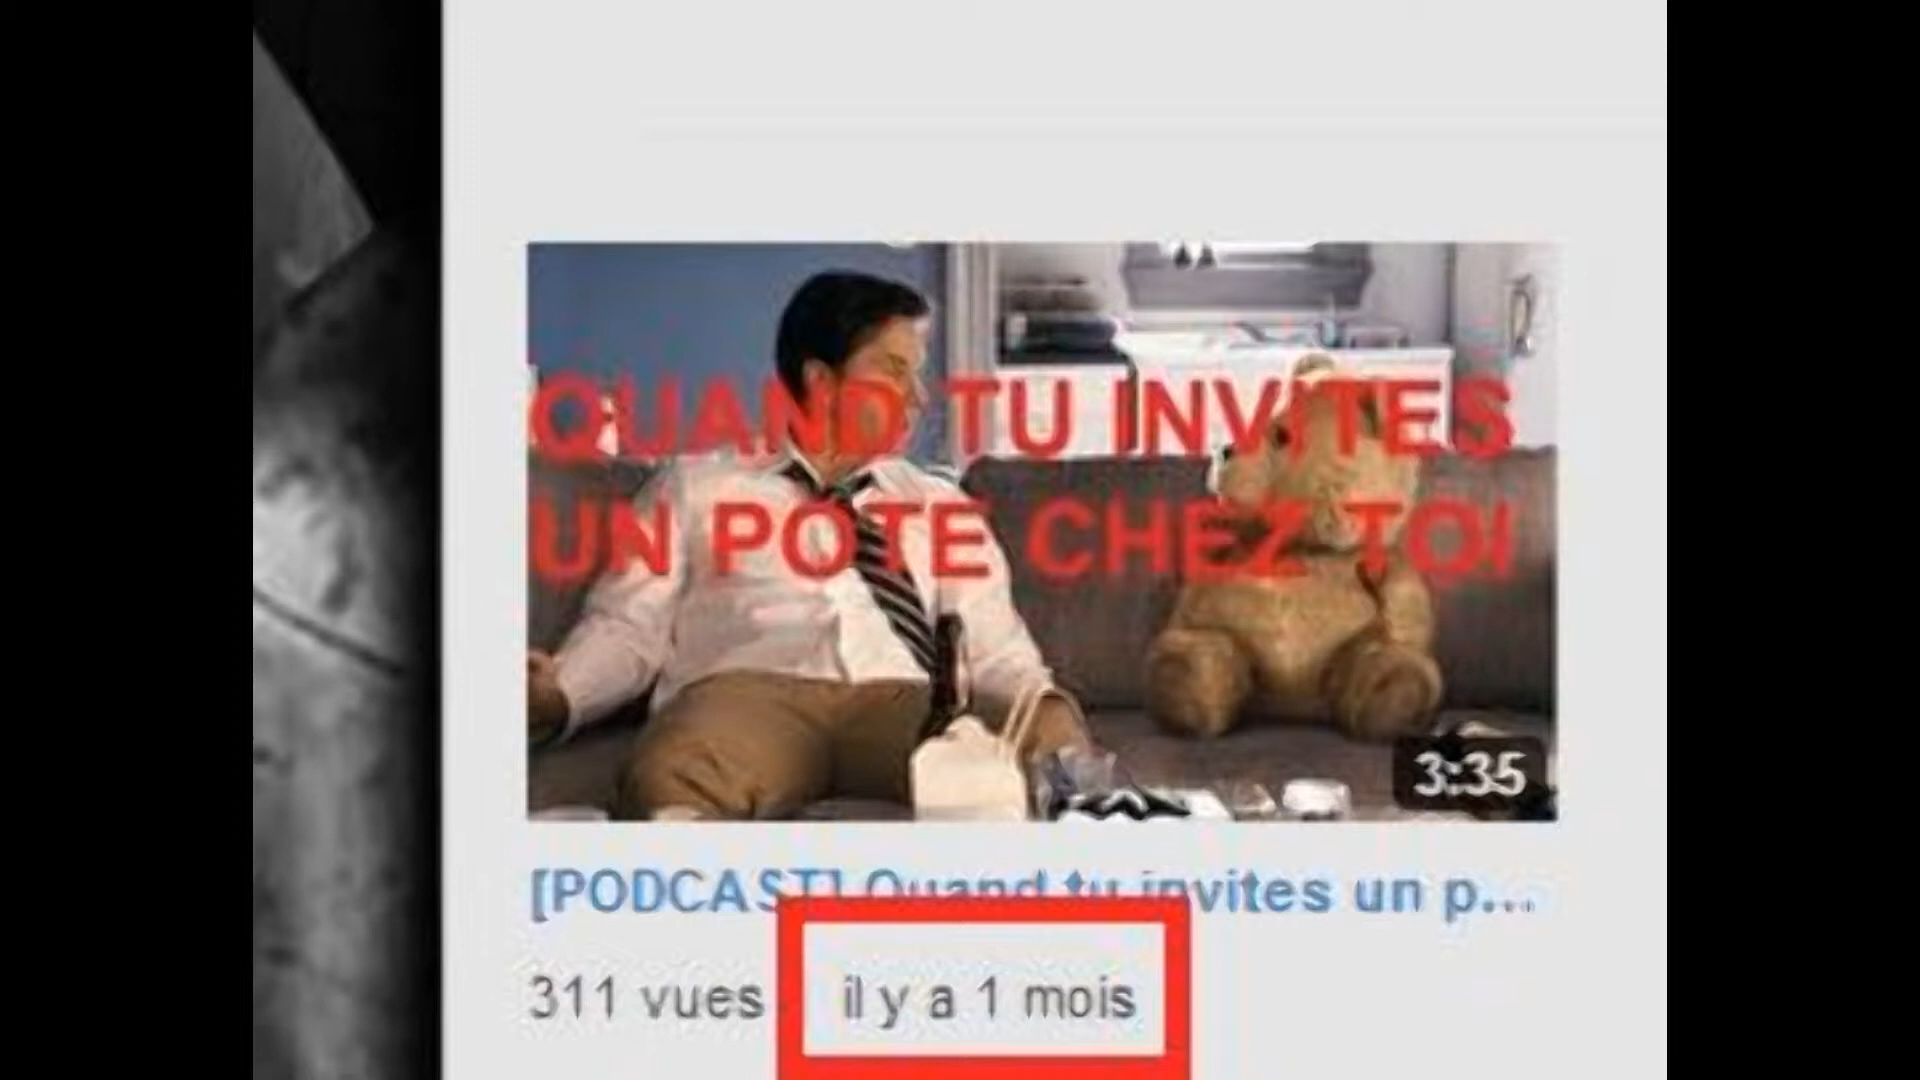 QUAND TU INVITES
UN POTE CHEZ TOI
3:35
[PODCAST] Quand tu invites un p...
311 vues
il y a 1 mois